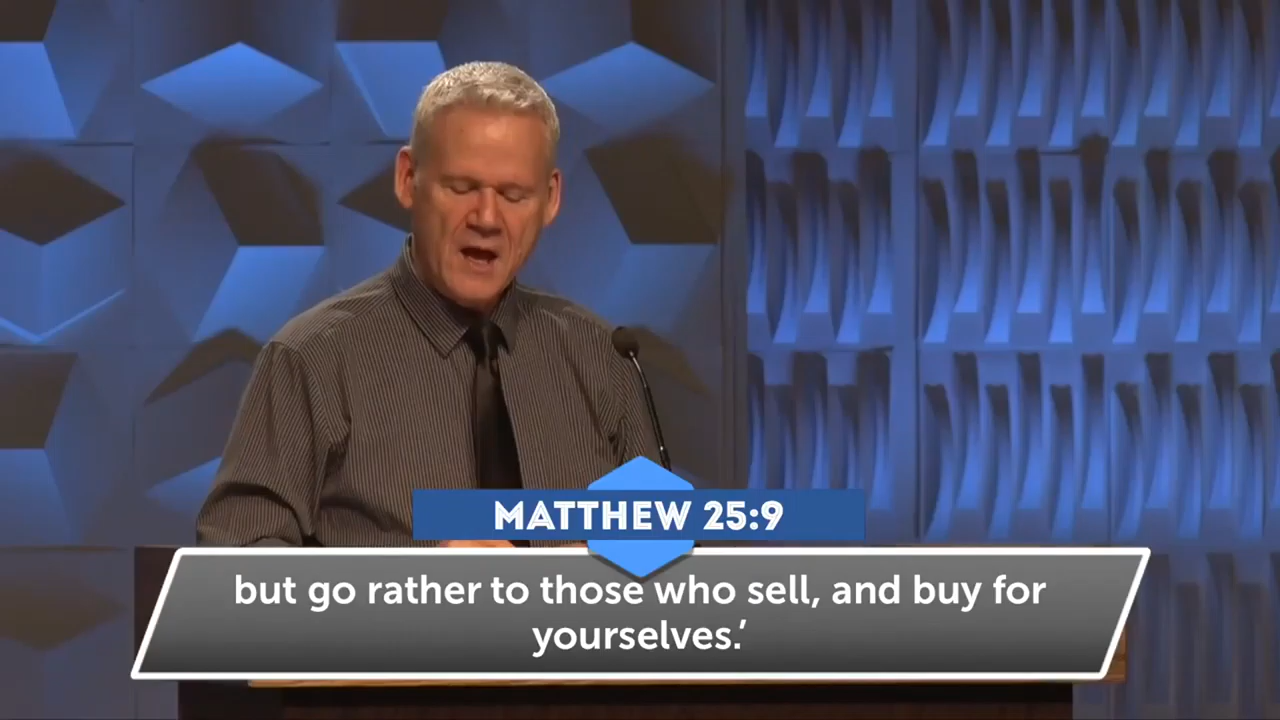 MATTHEW 25:9
but go rather to those who sell, and buy for
yourselves.’